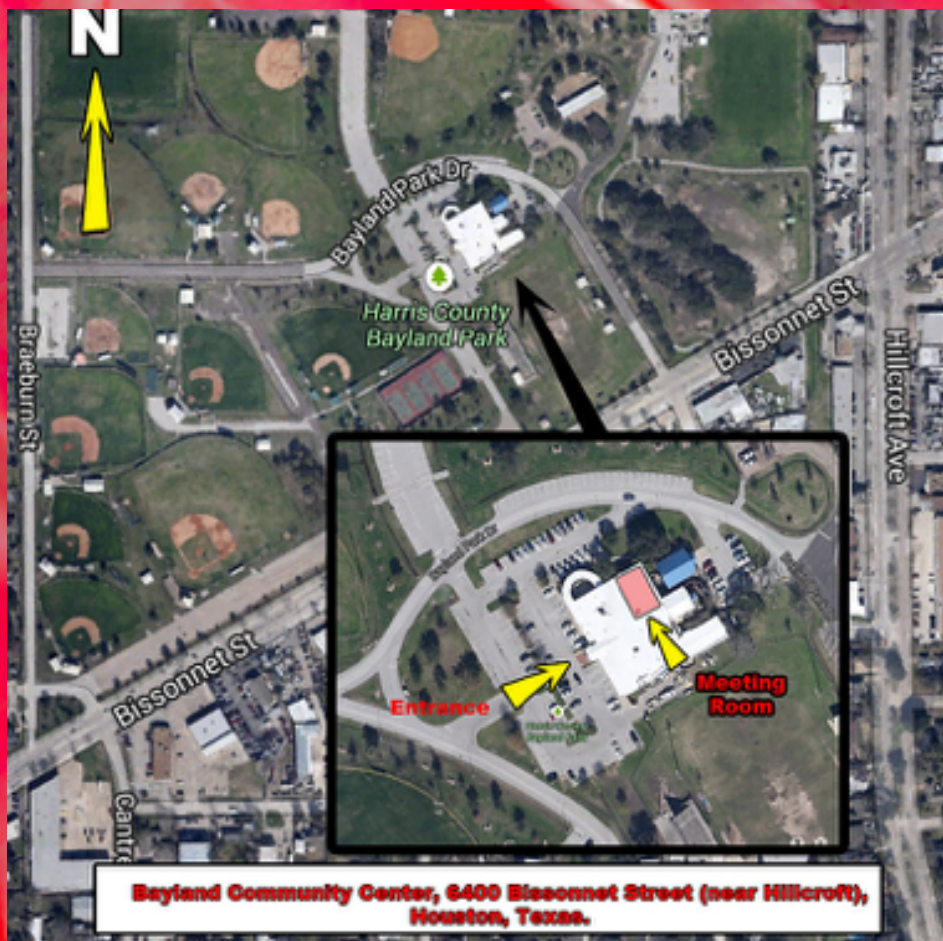 N
Bayland Park Dr
Harris County
Bayland Park
Braeburn St
Bissonnet St
Hillcroft Ave
Bayland Park Dr
Entrance
Meeting
Room
Bissonnet St
Bayland Community Center, 6400 Bissonnet Street (near Hillcroft),
Houston, Texas.